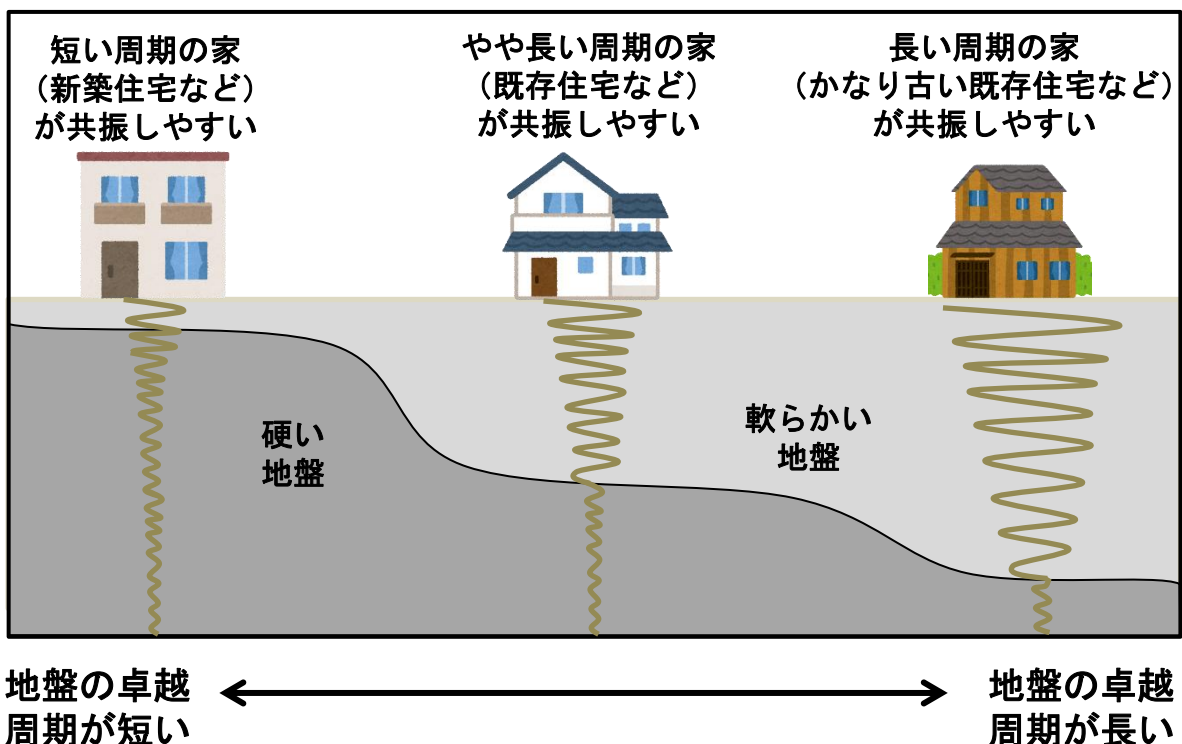 短い周期の家
（新築住宅など）
が共振しやすい
やや長い周期の家
（既存住宅など）
が共振しやすい
長い周期の家
（かなり古い既存住宅など）
が共振しやすい
硬い
地盤
軟らかい
地盤
地盤の卓越
周期が短い
地盤の卓越
周期が長い